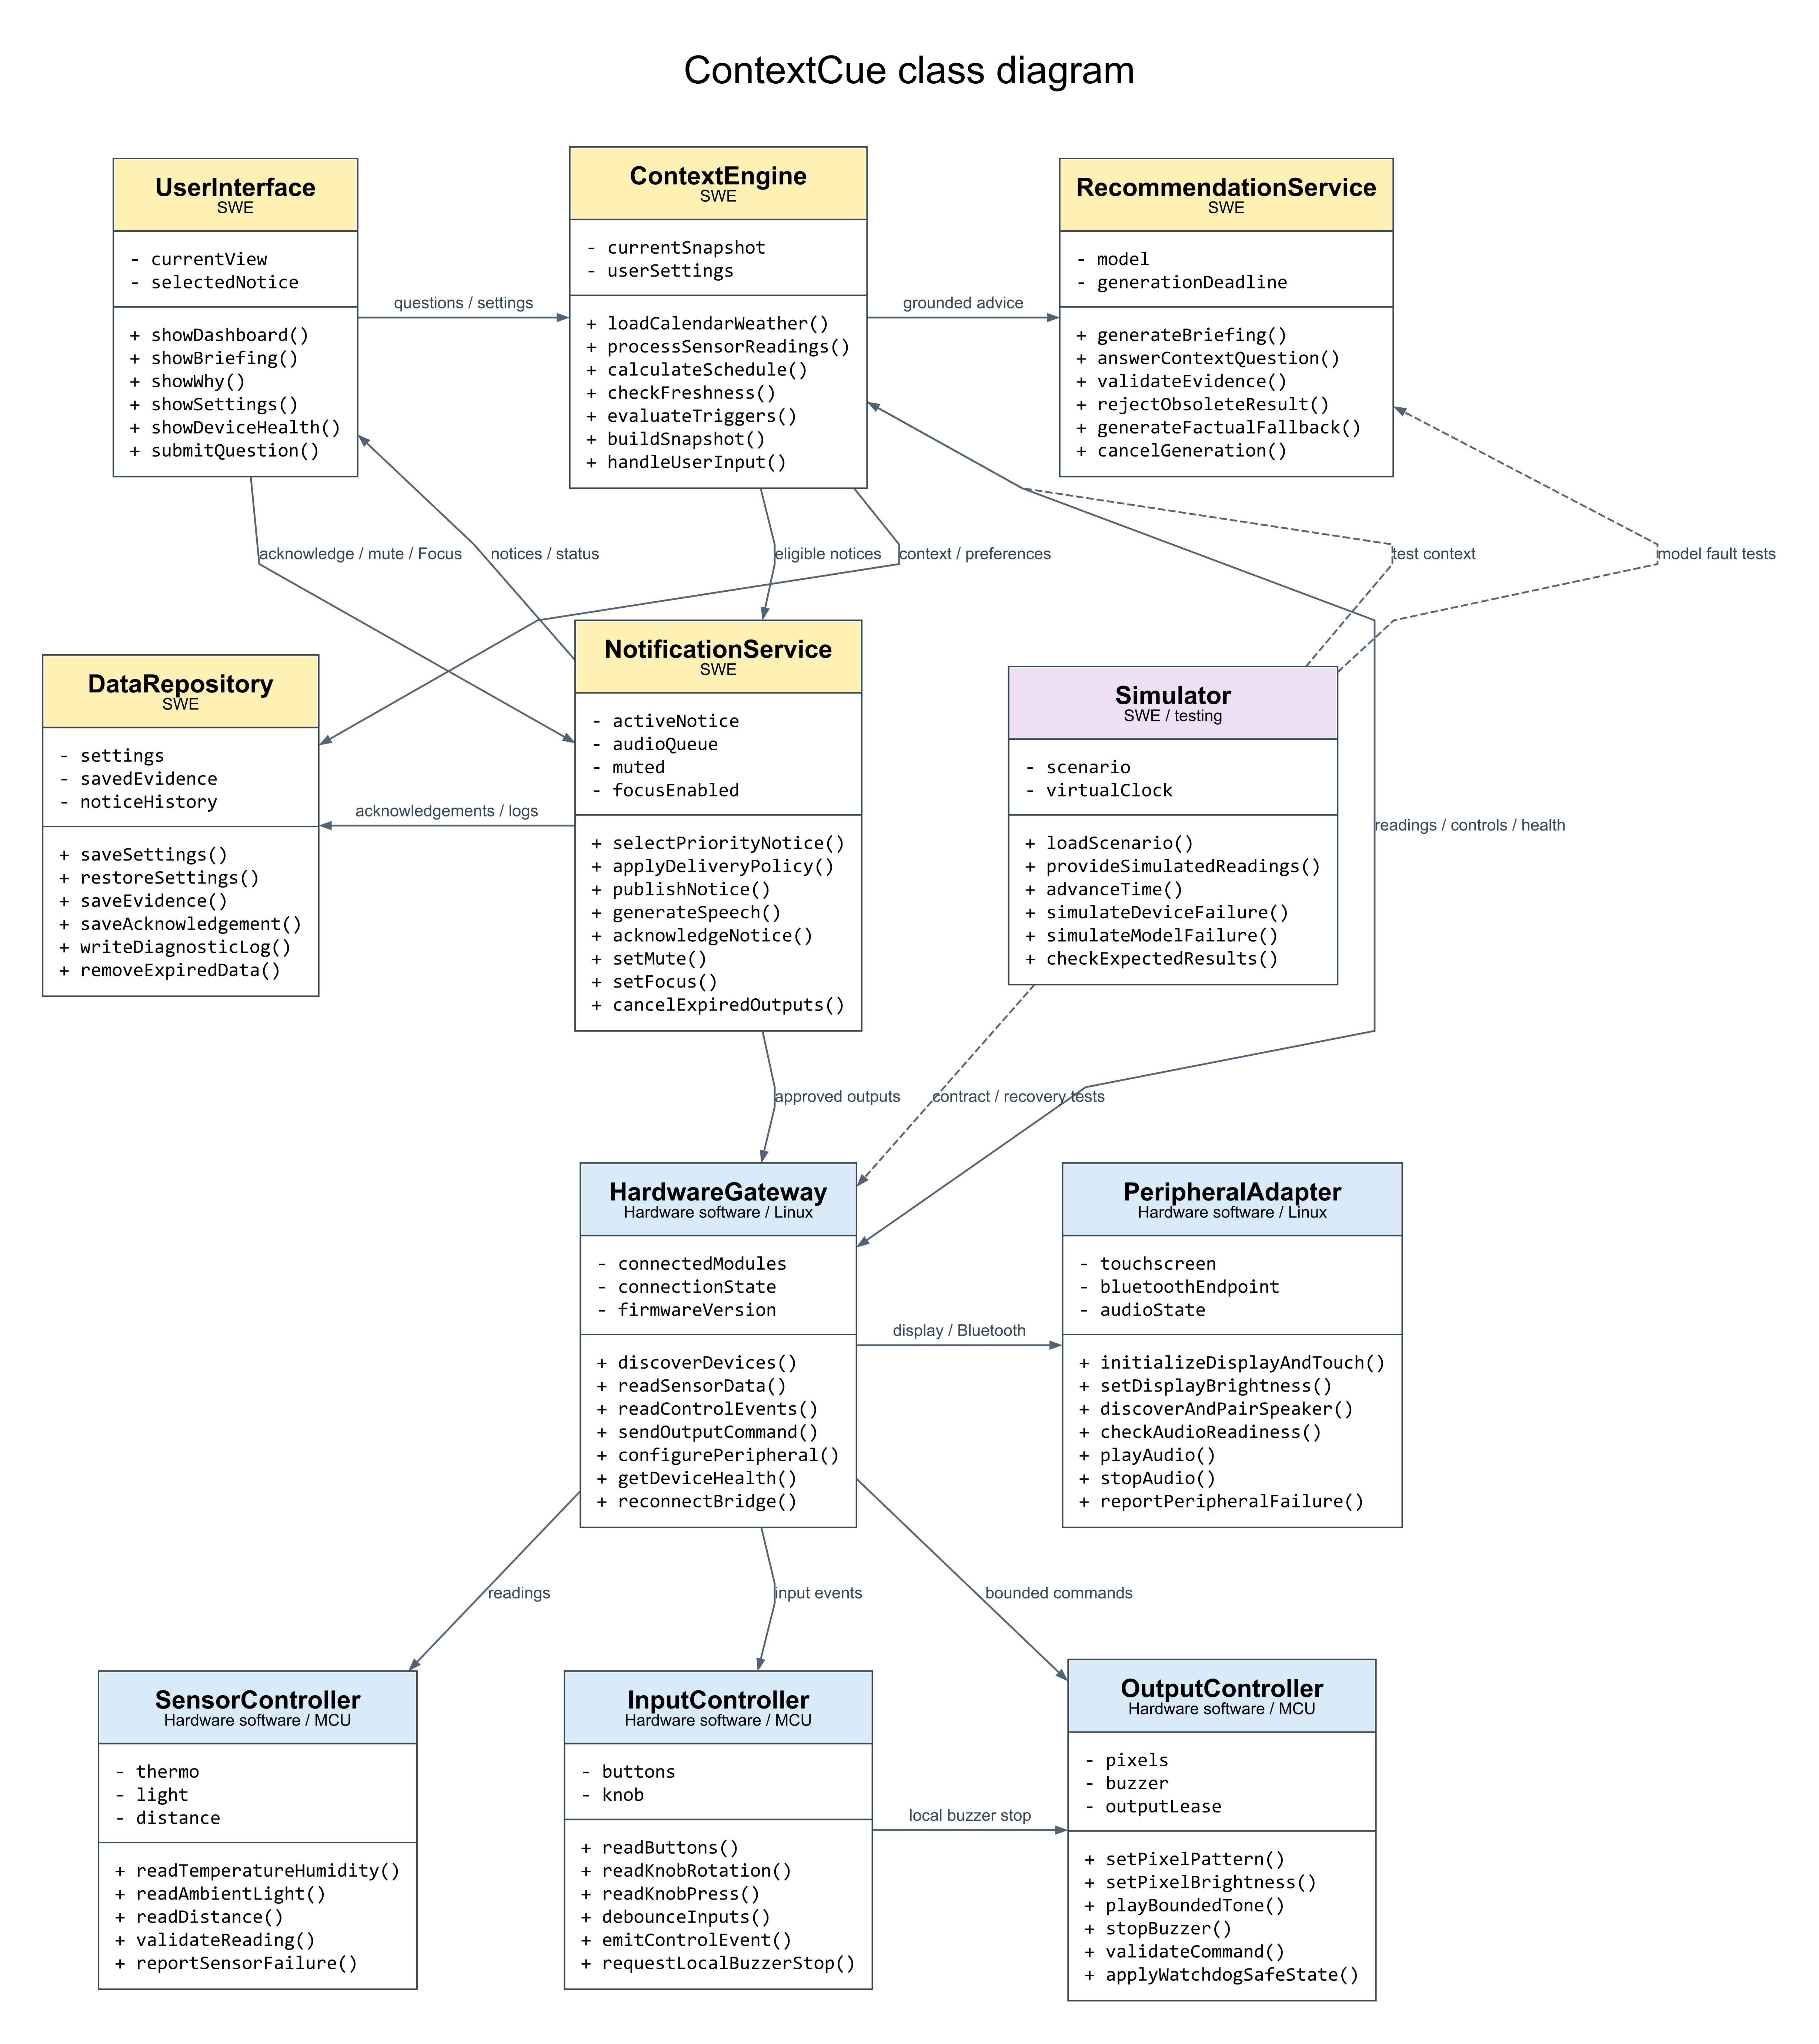 ContextCue class diagram
UserInterface
SWE
- currentView
- selectedNotice
+ showDashboard()
+ showBriefing()
+ showWhy()
+ showSettings()
+ showDeviceHealth()
+ submitQuestion()
questions / settings
ContextEngine
SWE
- currentSnapshot
- userSettings
+ loadCalendarWeather()
+ processSensorReadings()
+ calculateSchedule()
+ checkFreshness()
+ evaluateTriggers()
+ buildSnapshot()
+ handleUserInput()
grounded advice
RecommendationService
SWE
- model
- generationDeadline
+ generateBriefing()
+ answerContextQuestion()
+ validateEvidence()
+ rejectObsoleteResult()
+ generateFactualFallback()
+ cancelGeneration()
acknowledge / mute / Focus
notices / status
eligible notices
context / preferences
test context
model fault tests
DataRepository
SWE
- settings
- savedEvidence
- noticeHistory
+ saveSettings()
+ restoreSettings()
+ saveEvidence()
+ saveAcknowledgement()
+ writeDiagnosticLog()
+ removeExpiredData()
acknowledgements / logs
NotificationService
SWE
- activeNotice
- audioQueue
- muted
- focusEnabled
+ selectPriorityNotice()
+ applyDeliveryPolicy()
+ publishNotice()
+ generateSpeech()
+ acknowledgeNotice()
+ setMute()
+ setFocus()
+ cancelExpiredOutputs()
Simulator
SWE / testing
- scenario
- virtualClock
+ loadScenario()
+ provideSimulatedReadings()
+ advanceTime()
+ simulateDeviceFailure()
+ simulateModelFailure()
+ checkExpectedResults()
readings / controls / health
approved outputs
contract / recovery tests
HardwareGateway
Hardware software / Linux
- connectedModules
- connectionState
- firmwareVersion
+ discoverDevices()
+ readSensorData()
+ readControlEvents()
+ sendOutputCommand()
+ configurePeripheral()
+ getDeviceHealth()
+ reconnectBridge()
display / Bluetooth
PeripheralAdapter
Hardware software / Linux
- touchscreen
- bluetoothEndpoint
- audioState
+ initializeDisplayAndTouch()
+ setDisplayBrightness()
+ discoverAndPairSpeaker()
+ checkAudioReadiness()
+ playAudio()
+ stopAudio()
+ reportPeripheralFailure()
readings
input events
bounded commands
SensorController
Hardware software / MCU
- thermo
- light
- distance
+ readTemperatureHumidity()
+ readAmbientLight()
+ readDistance()
+ validateReading()
+ reportSensorFailure()
InputController
Hardware software / MCU
- buttons
- knob
+ readButtons()
+ readKnobRotation()
+ readKnobPress()
+ debounceInputs()
+ emitControlEvent()
+ requestLocalBuzzerStop()
local buzzer stop
OutputController
Hardware software / MCU
- pixels
- buzzer
- outputLease
+ setPixelPattern()
+ setPixelBrightness()
+ playBoundedTone()
+ stopBuzzer()
+ validateCommand()
+ applyWatchdogSafeState()